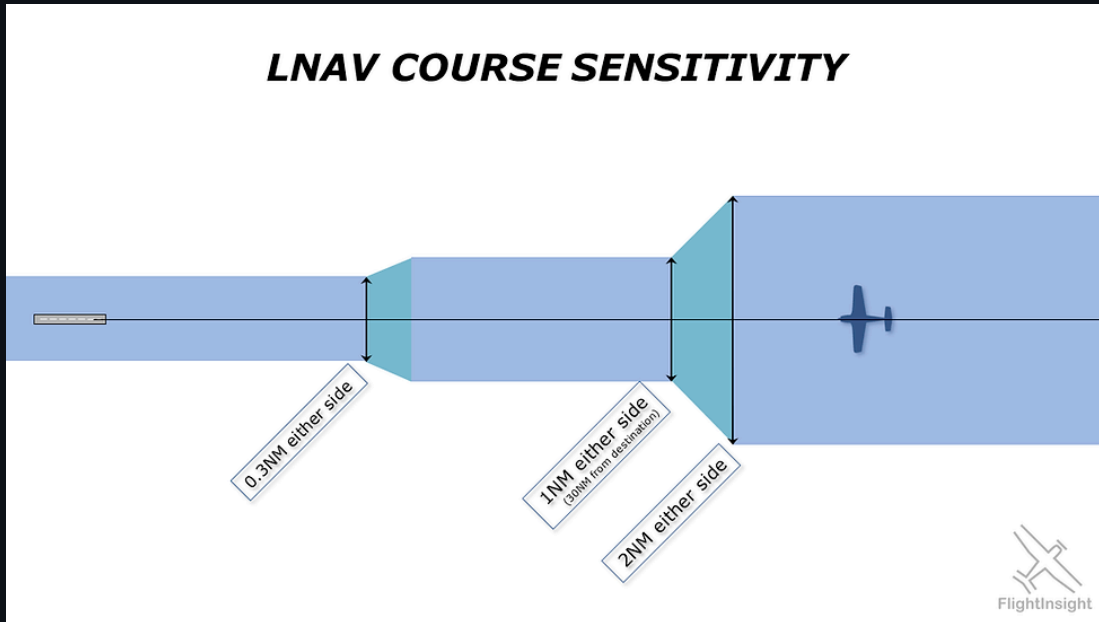 LNAV COURSE SENSITIVITY
0.3NM either side
1NM either side
(30NM from destination)
2NM either side
FlightInsight